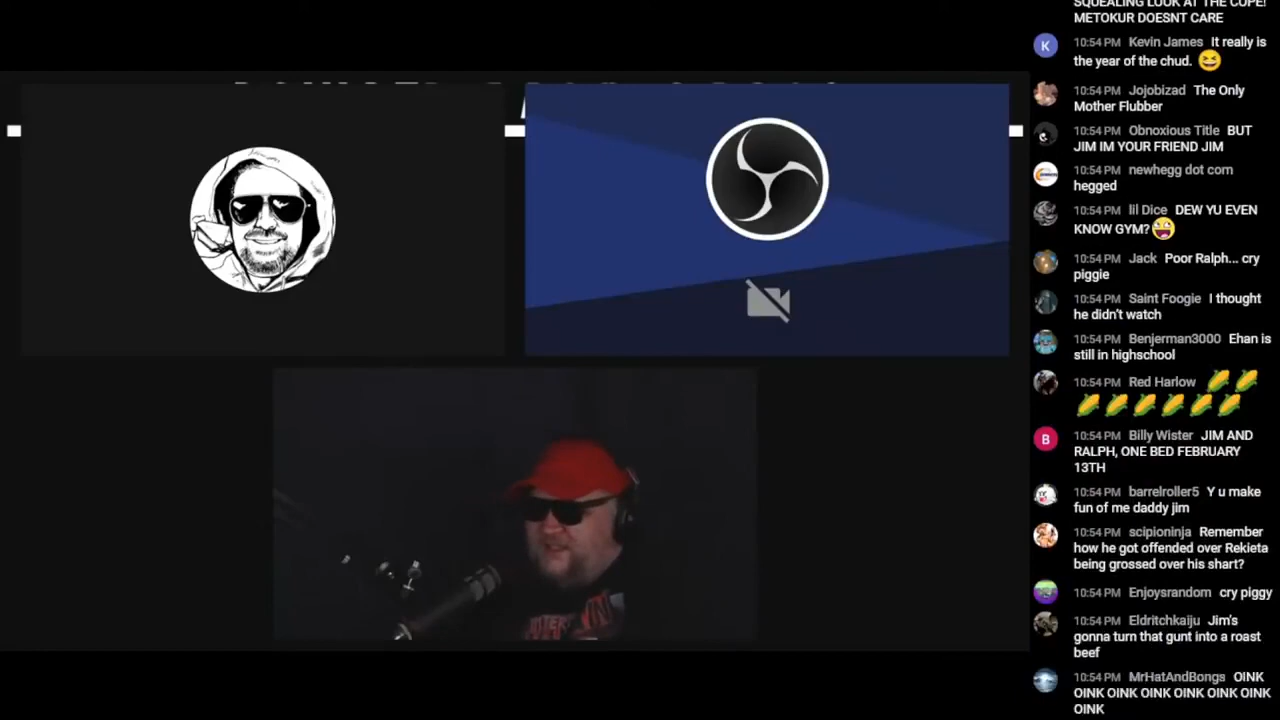 SQUEALING LOOK AT THE COPE!
METOKUR DOESNT CARE
K
10:54 PM Kevin James It really is
the year of the chud. 😆
10:54 PM Jojobizad The Only
Mother Flubber
10:54 PM Obnoxious Title BUT
JIM IM YOUR FRIEND JIM
10:54 PM newhegg dot com
hegged
10:54 PM lil Dice DEW YU EVEN
KNOW GYM?
10:54 PM Jack Poor Ralph... cry
piggie
10:54 PM Saint Foogie I thought
he didn't watch
10:54 PM Benjerman3000 Ehan is
still in highschool
10:54 PM Red Harlow 🌽🌽
🌽🌽🌽🌽🌽🌽
B
10:54 PM Billy Wister JIM AND
RALPH, ONE BED FEBRUARY
13TH
10:54 PM barrelroller5 Y u make
fun of me daddy jim
10:54 PM scipioninja Remember
how he got offended over Rekieta
being grossed over his shart?
10:54 PM Enjoysrandom cry piggy
10:54 PM Eldritchkaiju Jim's
gonna turn that gunt into a roast
beef
10:54 PM MrHatAndBongs OINK
OINK OINK OINK OINK OINK OINK
OINK